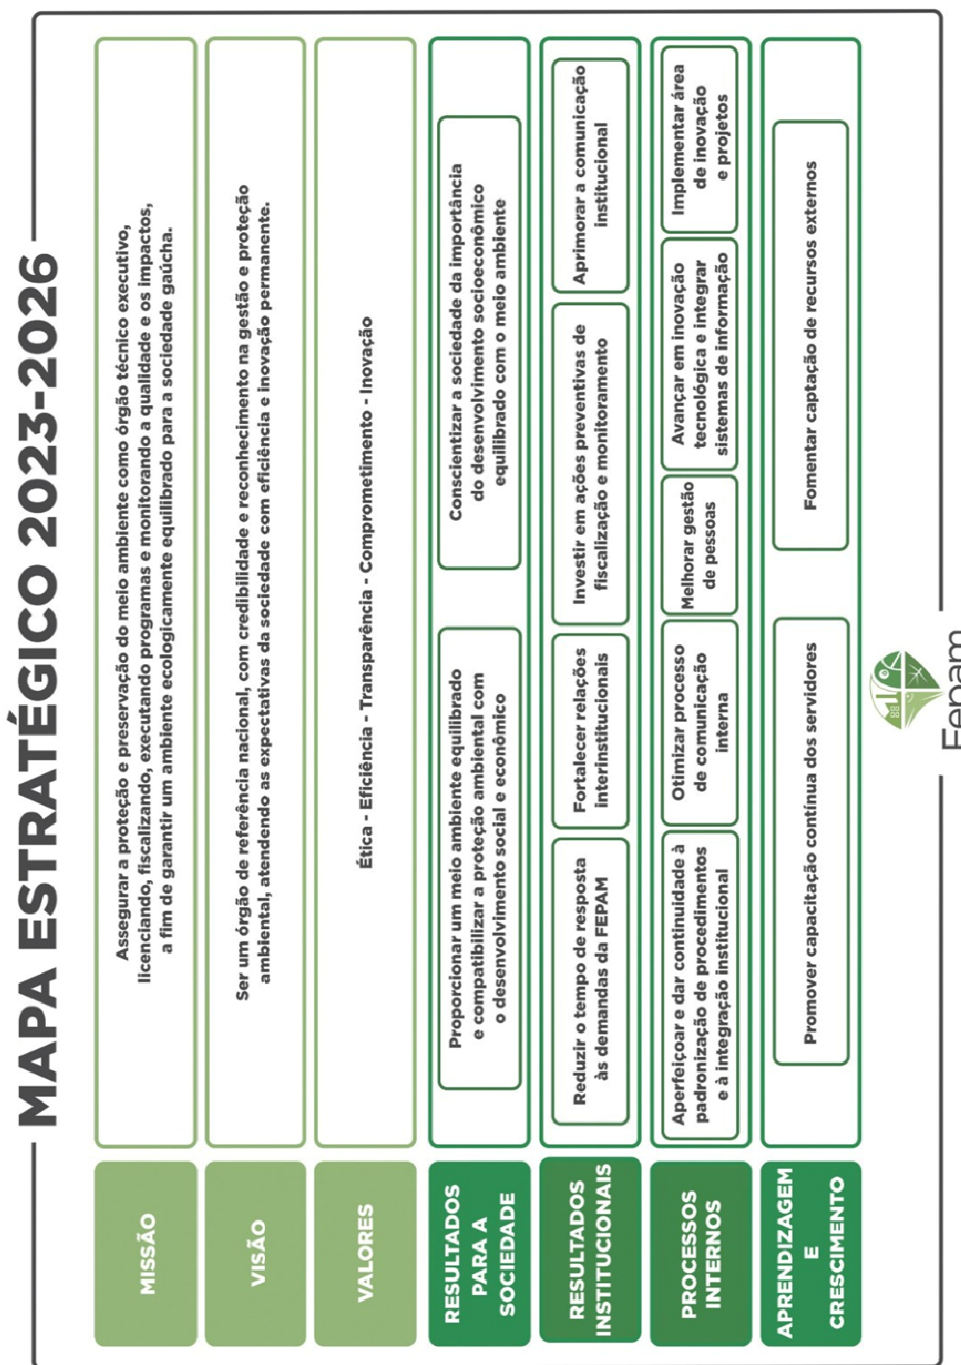 MAPA ESTRATÉGICO 2023-2026
MISSÃO
Assegurar a proteção e preservação do meio ambiente como órgão técnico executivo,
licenciando, fiscalizando, executando programas e monitorando a qualidade e os impactos,
a fim de garantir um ambiente ecologicamente equilibrado para a sociedade gaúcha.
VISÃO
Ser um órgão de referência nacional, com credibilidade e reconhecimento na gestão e proteção
ambiental, atendendo as expectativas da sociedade com eficiência e inovação permanente.
VALORES
Ética - Eficiência - Transparência - Comprometimento - Inovação
RESULTADOS
PARA A
SOCIEDADE
Proporcionar um meio ambiente equilibrado
e compatibilizar a proteção ambiental com
o desenvolvimento social e econômico
Conscientizar a sociedade da importância
do desenvolvimento socioeconômico
equilibrado com o meio ambiente
RESULTADOS
INSTITUCIONAIS
Reduzir o tempo de resposta
às demandas da FEPAM
Fortalecer relações
interinstitucionais
Investir em ações preventivas de
fiscalização e monitoramento
Aprimorar a comunicação
institucional
PROCESSOS
INTERNOS
Aperfeiçoar e dar continuidade à
padronização de procedimentos
e à integração institucional
Otimizar processo
de comunicação
interna
Melhorar gestão
de pessoas
Avançar em inovação
tecnológica e integrar
sistemas de informação
Implementar área
de inovação
e projetos
APRENDIZAGEM
E
CRESCIMENTO
Promover capacitação contínua dos servidores
Fomentar captação de recursos externos
Fepam